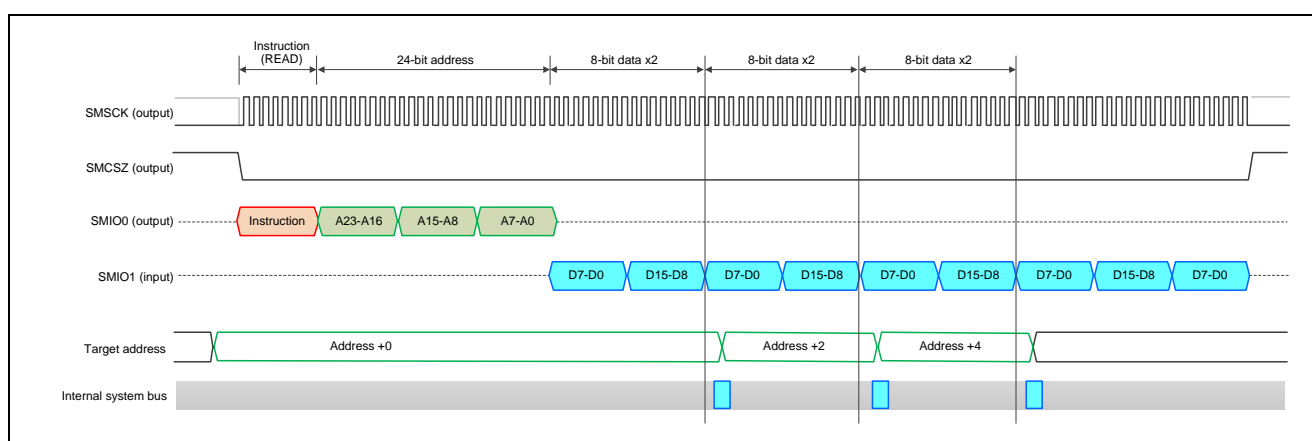 Instruction
(READ)
24-bit address
8-bit data x2
8-bit data x2
8-bit data x2
SMSCK (output)
SMCSZ (output)
SMIO0 (output)
Instruction
A23-A16
A15-A8
A7-A0
SMIO1 (input)
D7-D0
D15-D8
D7-D0
D15-D8
D7-D0
D15-D8
D7-D0
D15-D8
D7-D0
Target address
Address +0
Address +2
Address +4
Internal system bus